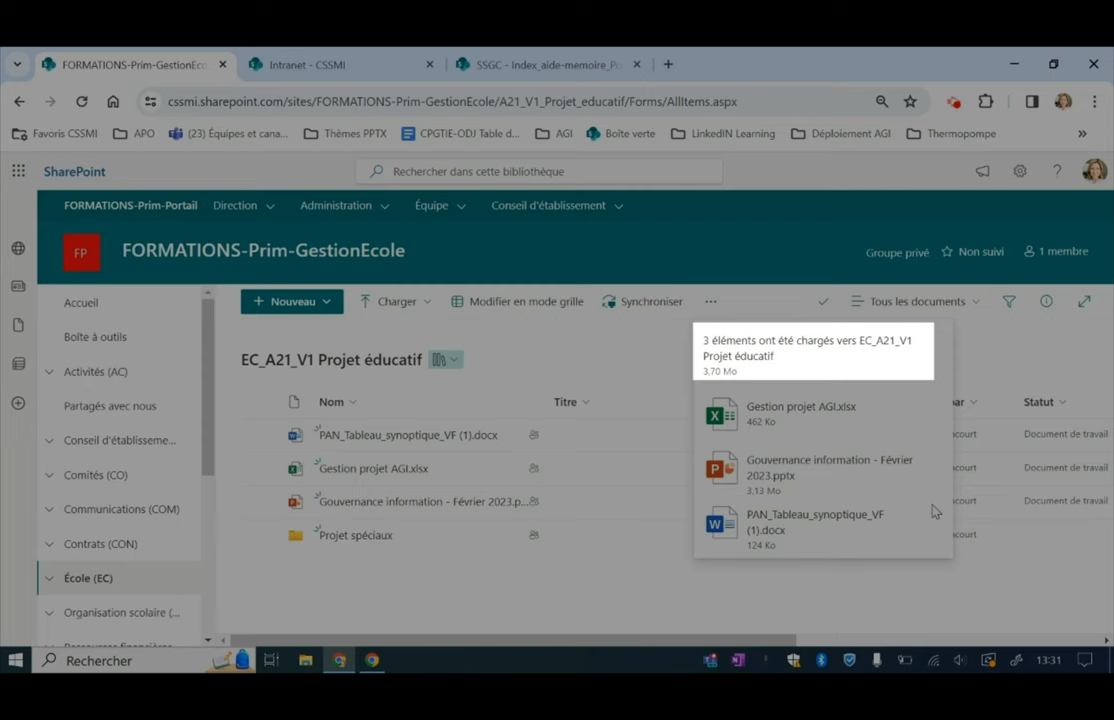 FORMATIONS-Prim-GestionEco
Intranet - CSSMI
SSGC - Index_aide-memoire_Po
cssmi.sharepoint.com/sites/FORMATIONS-Prim-GestionEcole/A21_V1_Projet_educatif/Forms/AllItems.aspx
Favoris CSSMI
APO
(23) Équipes et cana...
Thèmes PPTX
CPGTIE-ODJ Table d...
AGI
Boîte verte
LinkedIN Learning
Déploiement AGI
Thermopompe
SharePoint
Rechercher dans cette bibliothèque
FORMATIONS-Prim-Portail
Direction
Administration
Équipe
Conseil d'établissement
FP
FORMATIONS-Prim-GestionEcole
Groupe privé
Non suivi
1 membre
Accueil
Boîte à outils
Activités (AC)
Partagés avec nous
Conseil d'établisseme...
Comités (CO)
Communications (COM)
Contrats (CON)
École (EC)
Organisation scolaire (...
Nouveau
Charger
Modifier en mode grille
Synchroniser
...
Tous les documents
EC_A21_V1 Projet éducatif
Nom
Titre
par
Statut
PAN_Tableau_synoptique_VF (1).docx
court
Document de travail
Gestion projet AGI.xlsx
court
Document de travail
Gouvernance information - Février 2023.p...
court
Document de travail
Projet spéciaux
court
3 éléments ont été chargés vers EC_A21_V1
Projet éducatif
3,70 Mo
Gestion projet AGI.xlsx
462 Ko
Gouvernance information - Février
2023.pptx
3,13 Mo
PAN_Tableau_synoptique_VF
(1).docx
124 Ko
Rechercher
13:31